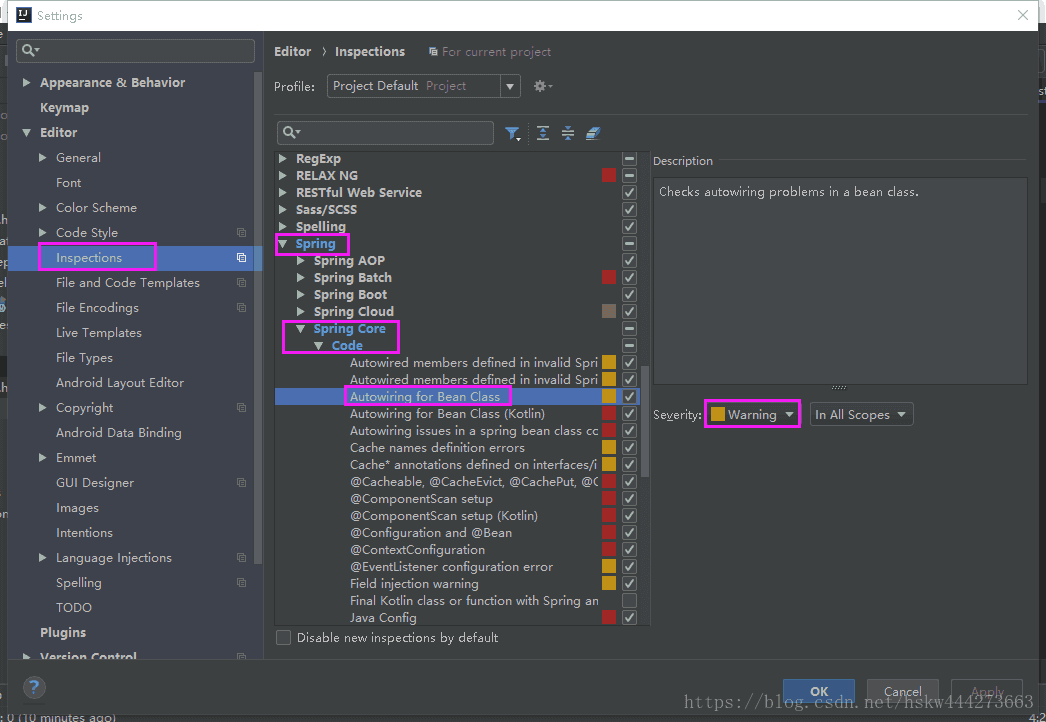 Settings
Appearance & Behavior
Keymap
Editor
General
Font
Color Scheme
Code Style
Inspections
File and Code Templates
File Encodings
Live Templates
File Types
Android Layout Editor
Copyright
Android Data Binding
Emmet
GUI Designer
Images
Intentions
Language Injections
Spelling
TODO
Plugins
Version Control
Editor › Inspections For current project
Profile: Project Default Project
RegExp
RELAX NG
RESTful Web Service
Sass/SCSS
Spelling
Spring
Spring AOP
Spring Batch
Spring Boot
Spring Cloud
Spring Core
Code
Autowired members defined in invalid Spri
Autowired members defined in invalid Spri
Autowiring for Bean Class
Autowiring for Bean Class (Kotlin)
Autowiring issues in a spring bean class co
Cache names definition errors
Cache* annotations defined on interfaces/i
@Cacheable, @CacheEvict, @CachePut, @C
@ComponentScan setup
@ComponentScan setup (Kotlin)
@Configuration and @Bean
@ContextConfiguration
@EventListener configuration error
Field injection warning
Final Kotlin class or function with Spring an
Java Config
Disable new inspections by default
Description
Checks autowiring problems in a bean class.
Severity: Warning In All Scopes
?
OK Cancel Apply
https://blog.csdn.net/hskw444273663
: 0 (10 minutes ago)